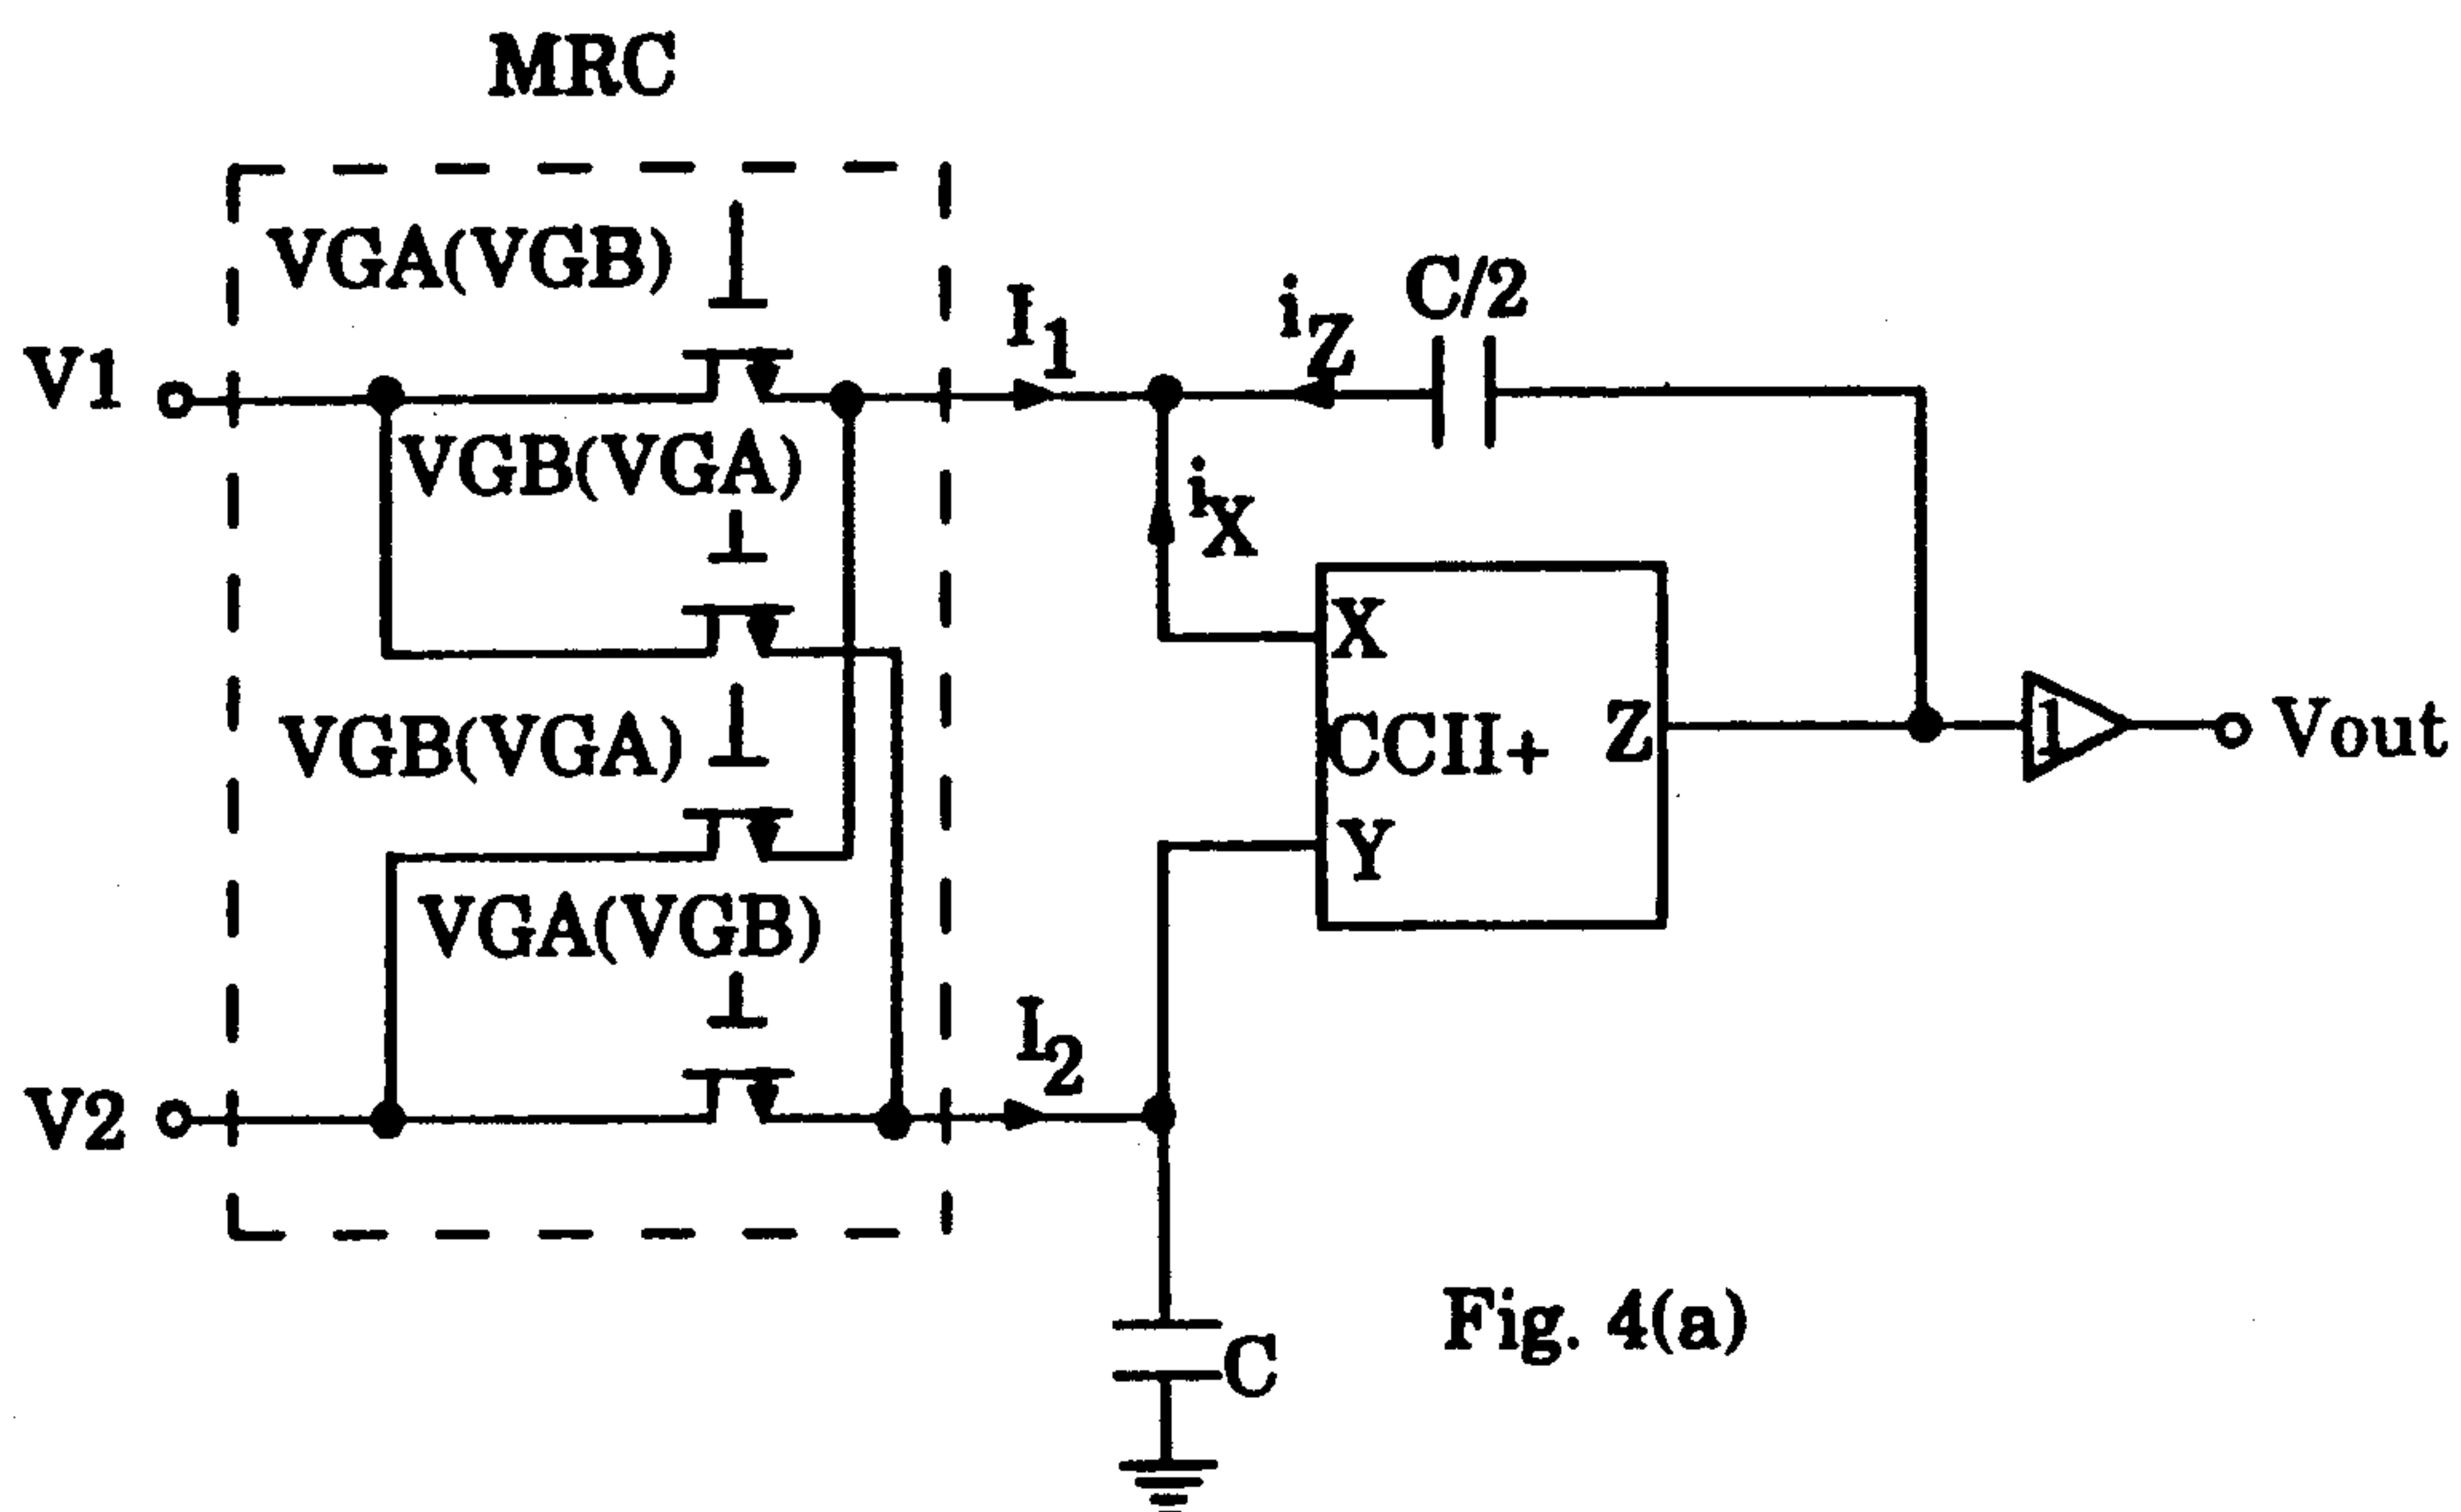 MRC
VGA(VGB)
V1
I1
iZ
C/2
VGB(VGA)
iX
X
CCII+
Z
1
Vout
VGB(VGA)
Y
VGA(VGB)
V2
I2
C
Fig. 4(a)